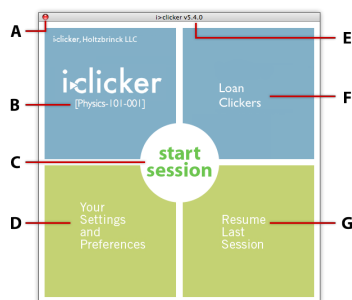 i>clicker v5.4.0
A
E
i>clicker, Holtzbrinck LLC
i>clicker
B
[Physics-101-001]
Loan
Clickers
F
C
start
session
D
Your
Settings
and
Preferences
Resume
Last
Session
G